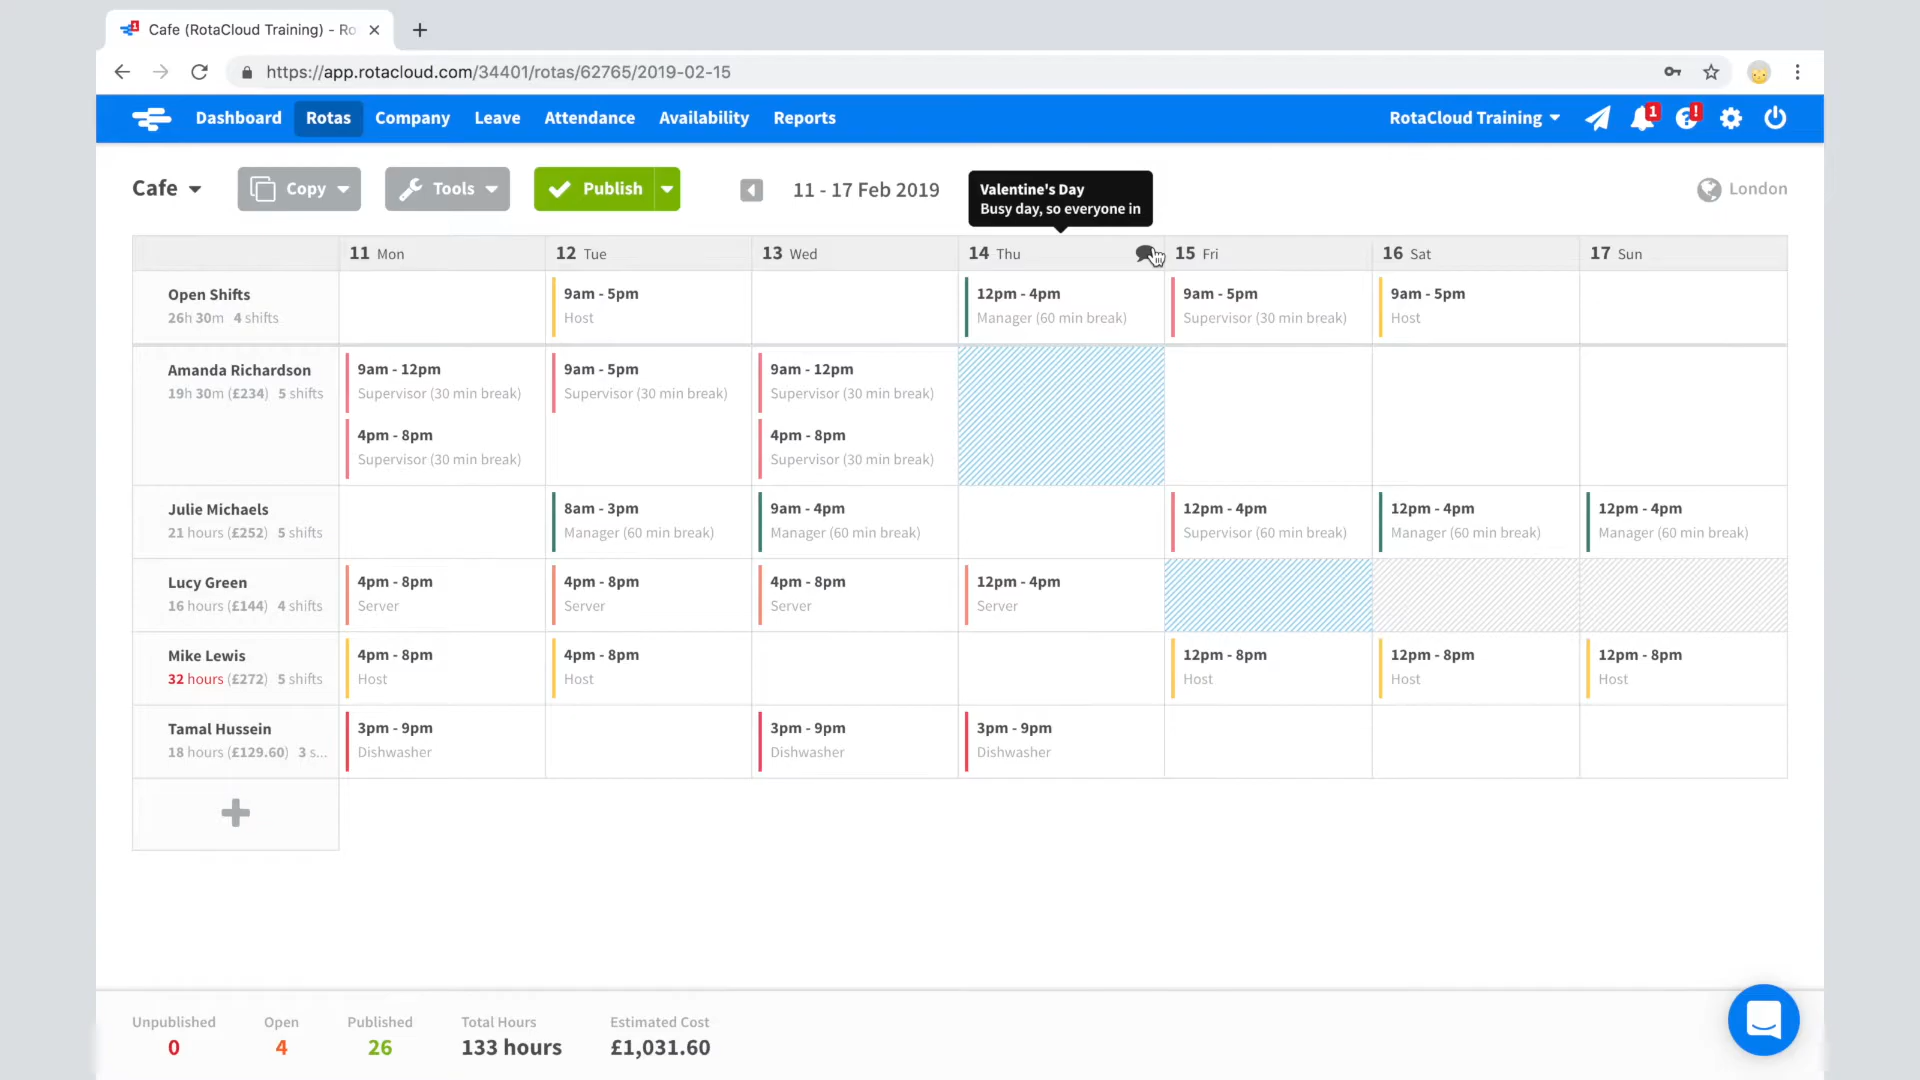 Cafe (RotaCloud Training) - Ro
https://app.rotacloud.com/34401/rotas/62765/2019-02-15
Dashboard Rotas Company Leave Attendance Availability Reports RotaCloud Training 1 !
Cafe Copy Tools Publish 11 - 17 Feb 2019 London
Valentine's Day
Busy day, so everyone in
11 Mon 12 Tue 13 Wed 14 Thu 15 Fri 16 Sat 17 Sun
Open Shifts 9am - 5pm 12pm - 4pm 9am - 5pm 9am - 5pm
26h 30m 4 shifts Host Manager (60 min break) Supervisor (30 min break) Host
Amanda Richardson 9am - 12pm 9am - 5pm 9am - 12pm
19h 30m (£234) 5 shifts Supervisor (30 min break) Supervisor (30 min break) Supervisor (30 min break)
4pm - 8pm 4pm - 8pm
Supervisor (30 min break) Supervisor (30 min break)
Julie Michaels 8am - 3pm 9am - 4pm 12pm - 4pm 12pm - 4pm 12pm - 4pm
21 hours (£252) 5 shifts Manager (60 min break) Manager (60 min break) Supervisor (60 min break) Manager (60 min break) Manager (60 min break)
Lucy Green 4pm - 8pm 4pm - 8pm 4pm - 8pm 12pm - 4pm
16 hours (£144) 4 shifts Server Server Server Server
Mike Lewis 4pm - 8pm 4pm - 8pm 12pm - 8pm 12pm - 8pm 12pm - 8pm
32 hours (£272) 5 shifts Host Host Host Host Host
Tamal Hussein 3pm - 9pm 3pm - 9pm 3pm - 9pm
18 hours (£129.60) 3 s... Dishwasher Dishwasher Dishwasher
Unpublished Open Published Total Hours Estimated Cost
0 4 26 133 hours £1,031.60